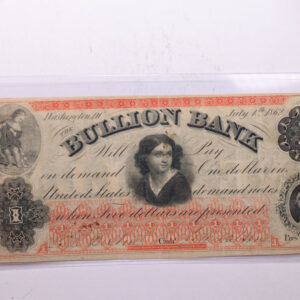 Washington July 1st 1862
THE
BULLION BANK
Will Pay
on demand One dollar in
United States demand notes
when Five dollars are presented
Cash